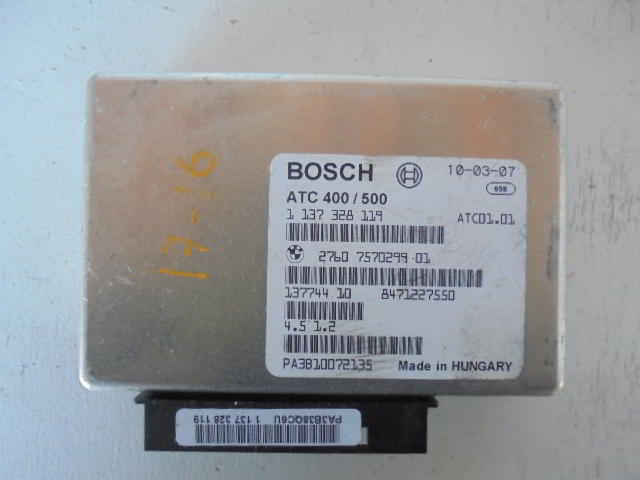 17-16
BOSCH 10-03-07
658
ATC 400 / 500
1 137 328 119 ATC01.01
2760 7570299 01
137744 10 8471227550
4.5 1.2
PA3810072135 Made in HUNGARY
PA3B38QC6U 1 137 328 119